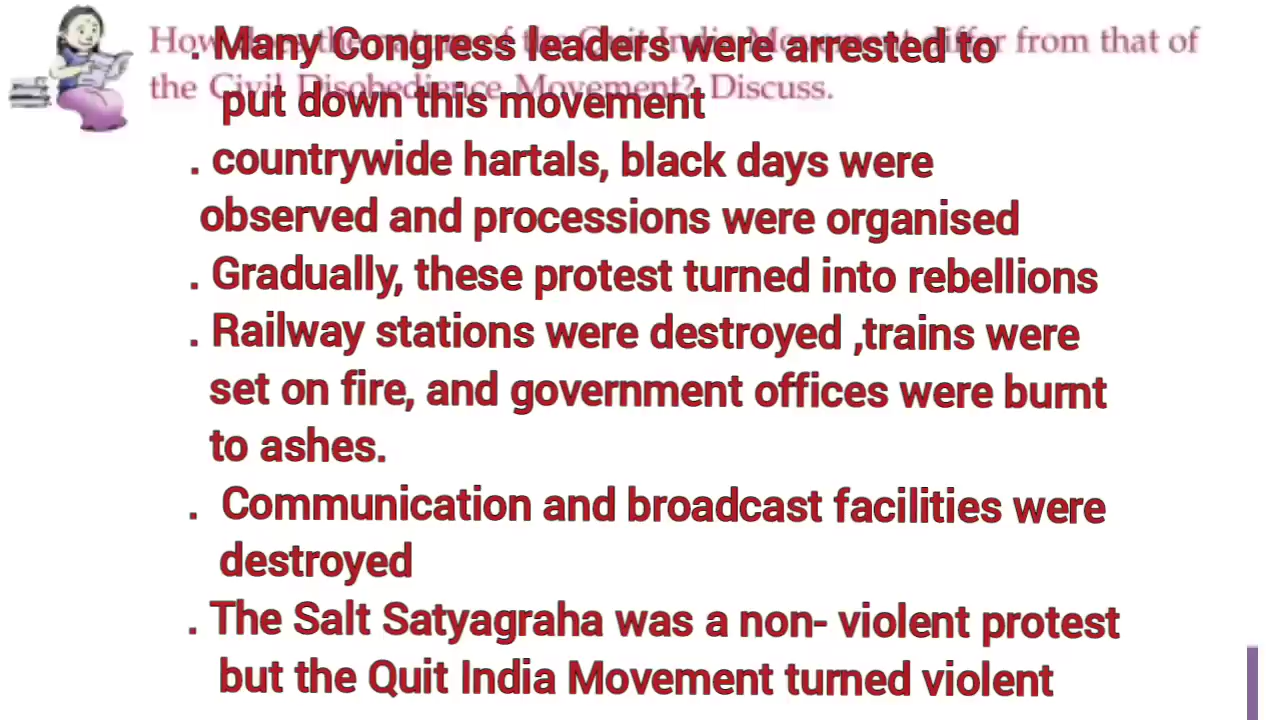 How does the nature of the Quit India Movement differ from that of
the Civil Disobedience Movement? Discuss.
. Many Congress leaders were arrested to
put down this movement
. countrywide hartals, black days were
observed and processions were organised
. Gradually, these protest turned into rebellions
. Railway stations were destroyed ,trains were
set on fire, and government offices were burnt
to ashes.
. Communication and broadcast facilities were
destroyed
. The Salt Satyagraha was a non- violent protest
but the Quit India Movement turned violent